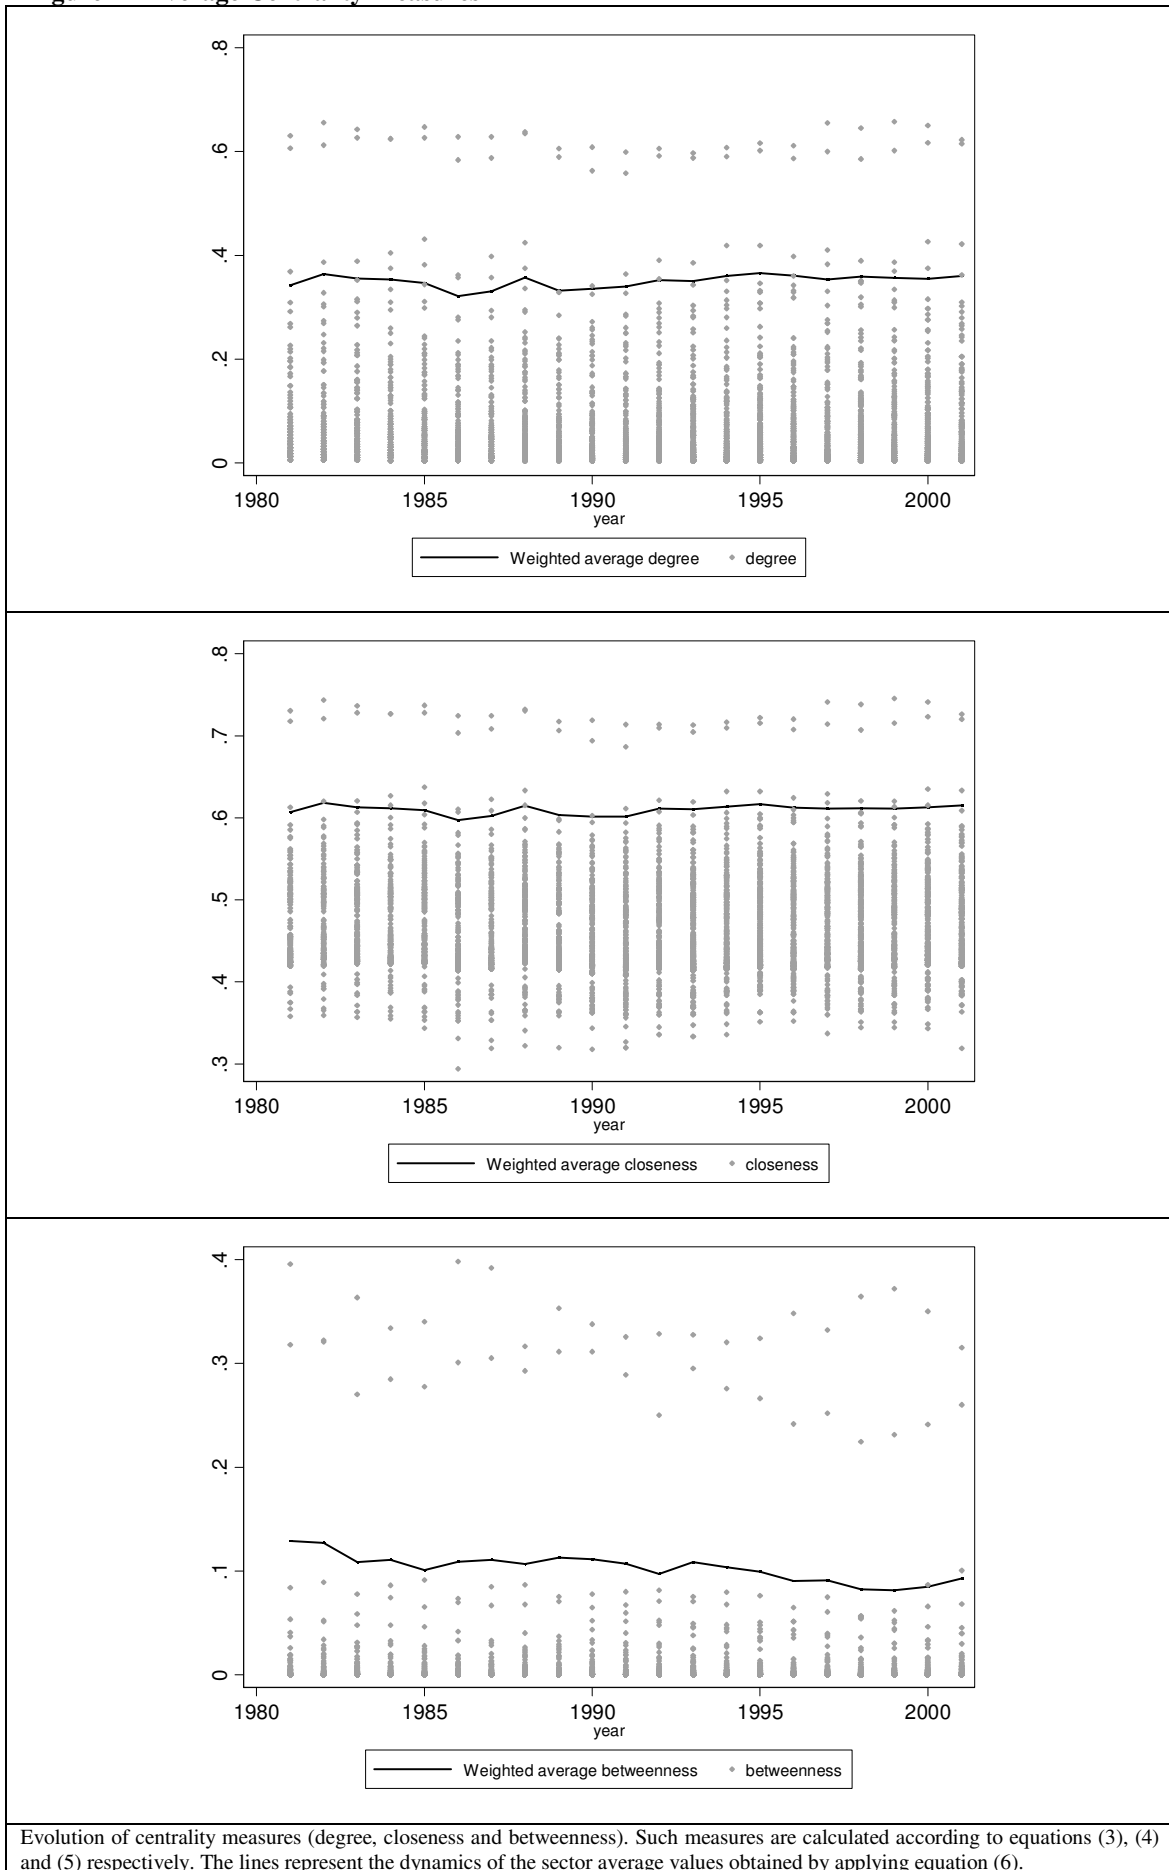 .8
.6
.4
.2
0
1980 1985 1990 1995 2000
year
Weighted average degree degree
.8
.7
.6
.5
.4
.3
1980 1985 1990 1995 2000
year
Weighted average closeness closeness
.4
.3
.2
.1
0
1980 1985 1990 1995 2000
year
Weighted average betweenness betweenness
Evolution of centrality measures (degree, closeness and betweenness). Such measures are calculated according to equations (3), (4)
and (5) respectively. The lines represent the dynamics of the sector average values obtained by applying equation (6).